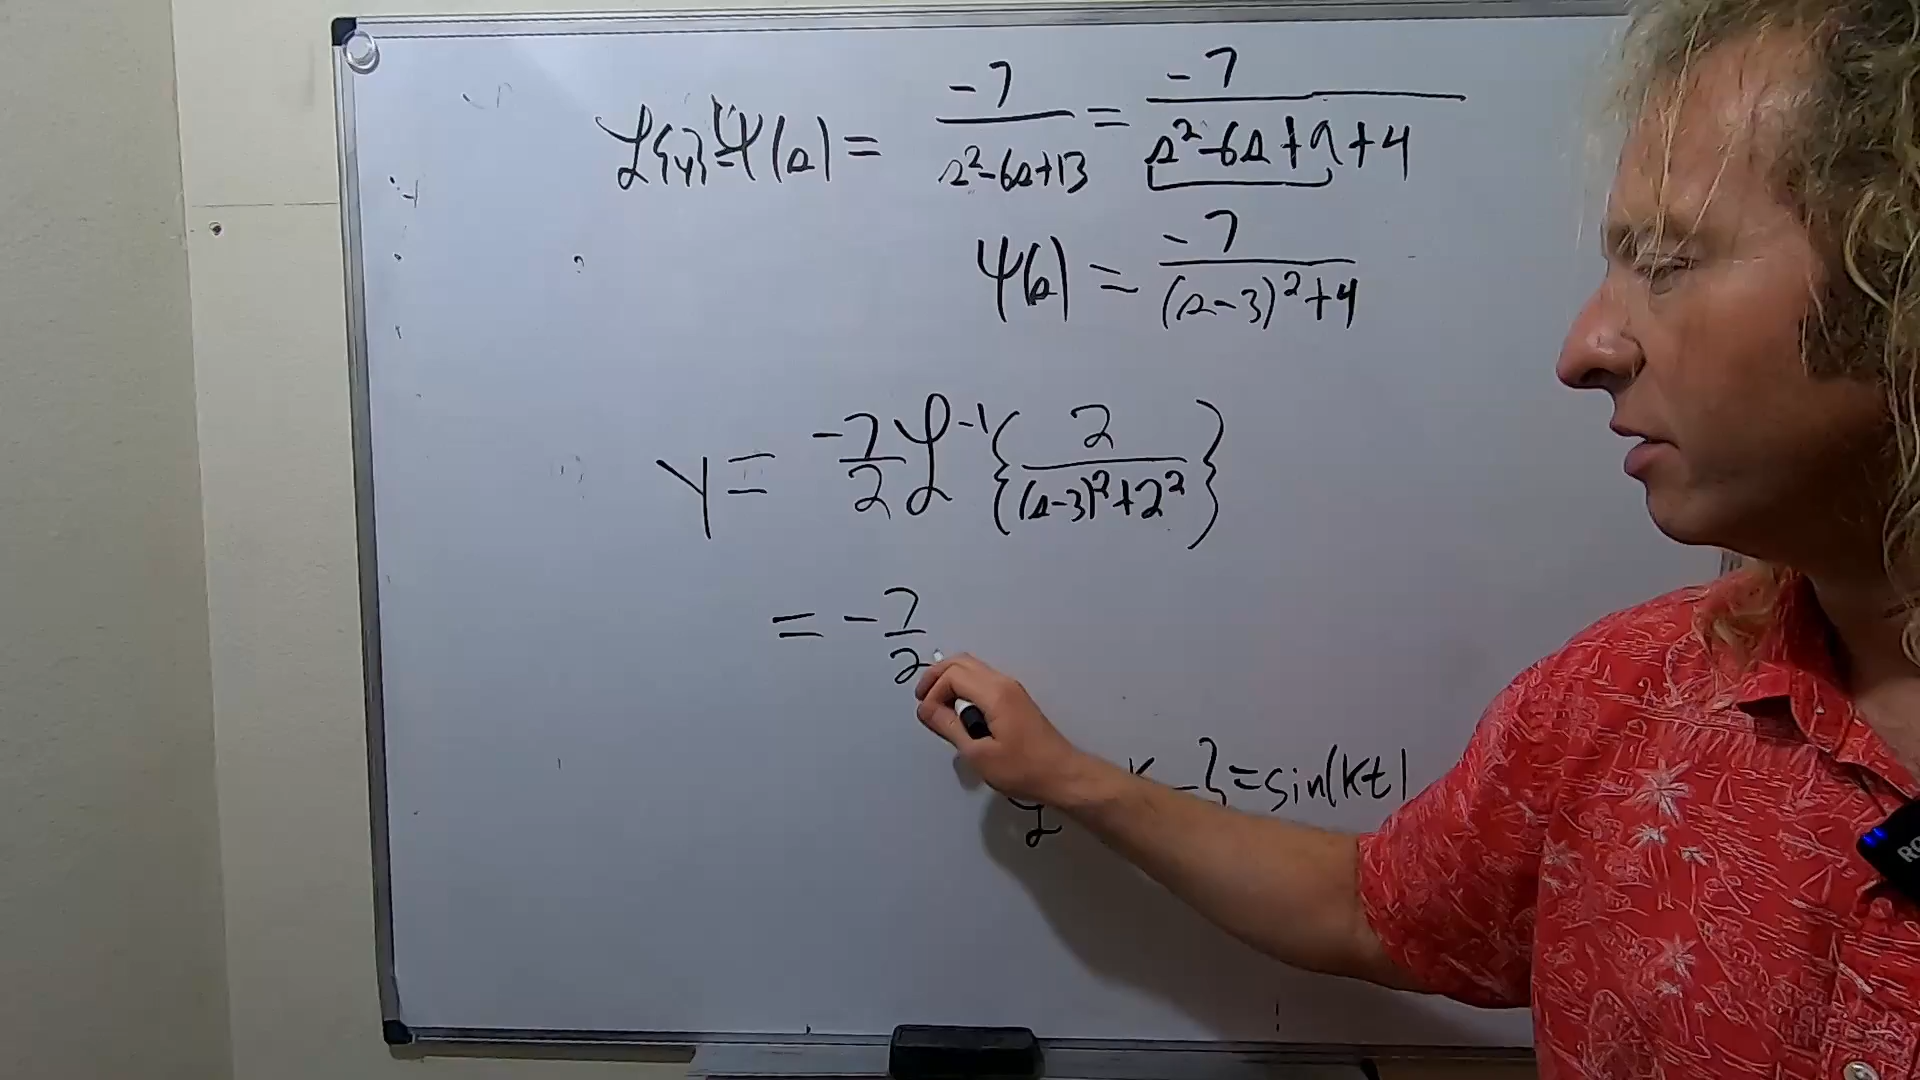 ℒ{y} = Ψ(s) = -7 / (s² - 6s + 13) = -7 / (s² - 6s + 9 + 4)
Ψ(s) = -7 / ((s-3)² + 4)
y = -7/2 ℒ⁻¹{2 / ((s-3)² + 2²)}
= -7/2
} = sin(kt)